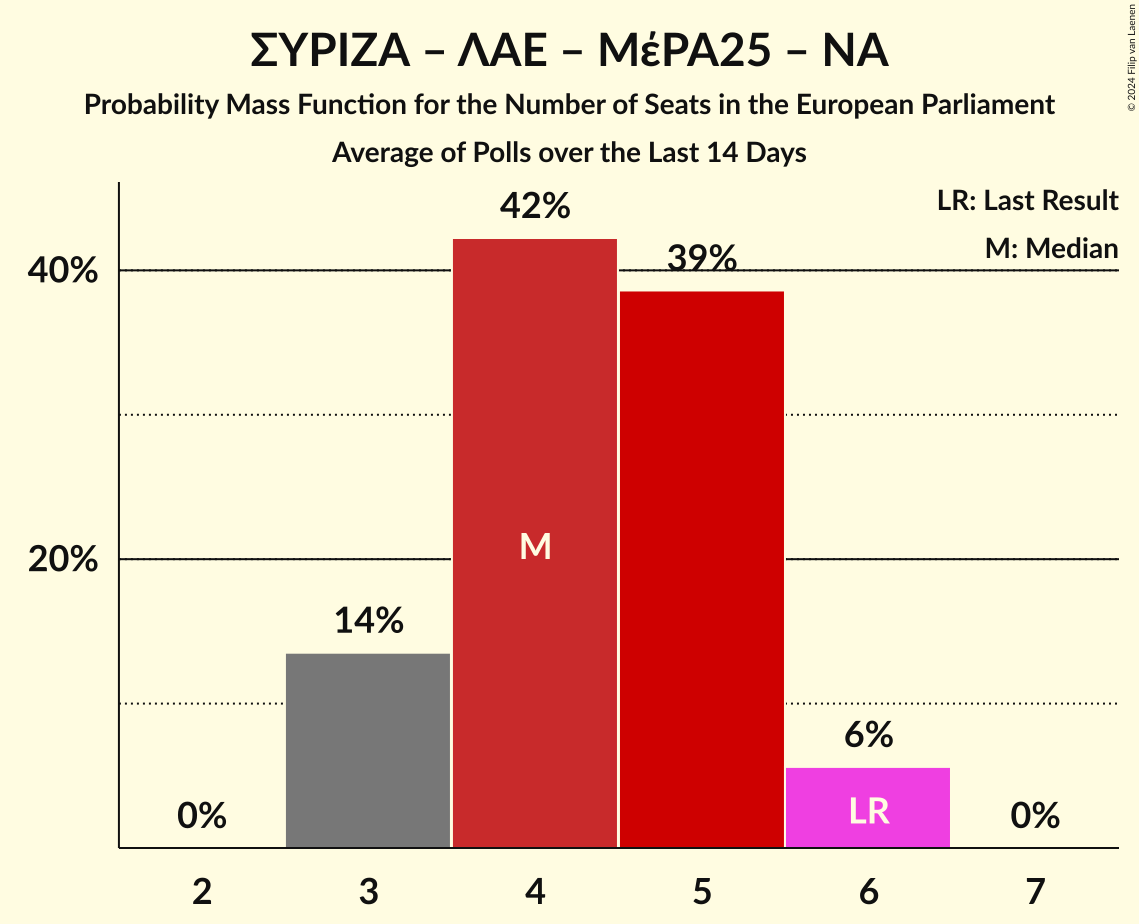 ΣΥΡΙΖΑ – ΛΑΕ – ΜέΡΑ25 – ΝΑ
Probability Mass Function for the Number of Seats in the European Parliament
Average of Polls over the Last 14 Days
© 2024 Filip van Laenen
LR: Last Result
M: Median
42%
39%
40%
M
20%
14%
6%
LR
0%
0%
2 3 4 5 6 7